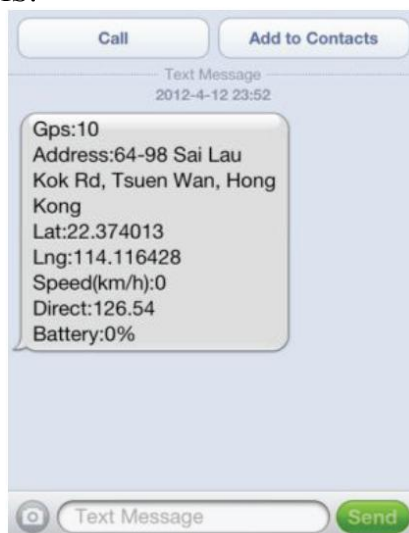 Call
Add to Contacts
Text Message
2012-4-12 23:52
Gps:10
Address:64-98 Sai Lau
Kok Rd, Tsuen Wan, Hong
Kong
Lat:22.374013
Lng:114.116428
Speed(km/h):0
Direct:126.54
Battery:0%
Text Message
Send